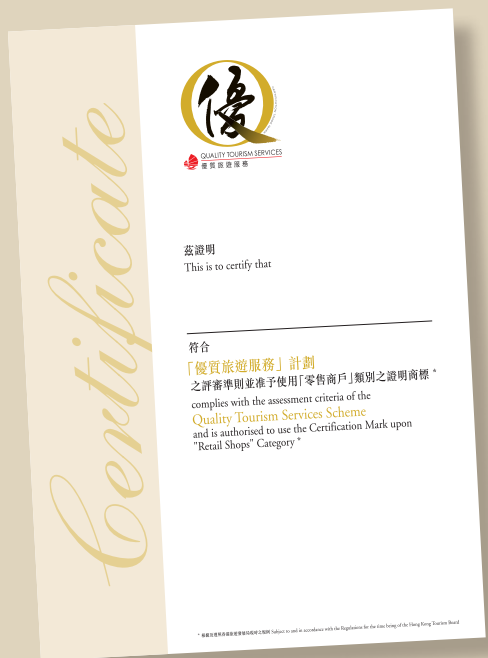 Certificate
優
QUALITY TOURISM SERVICES
優質旅遊服務
茲證明
This is to certify that
符合
「優質旅遊服務」計劃
之評審準則並准予使用「零售商戶」類別之證明商標 *
complies with the assessment criteria of the
Quality Tourism Services Scheme
and is authorised to use the Certification Mark upon
"Retail Shops" Category *
Subject to and in accordance with the Regulations for the time being of the Hong Kong Tourism Board